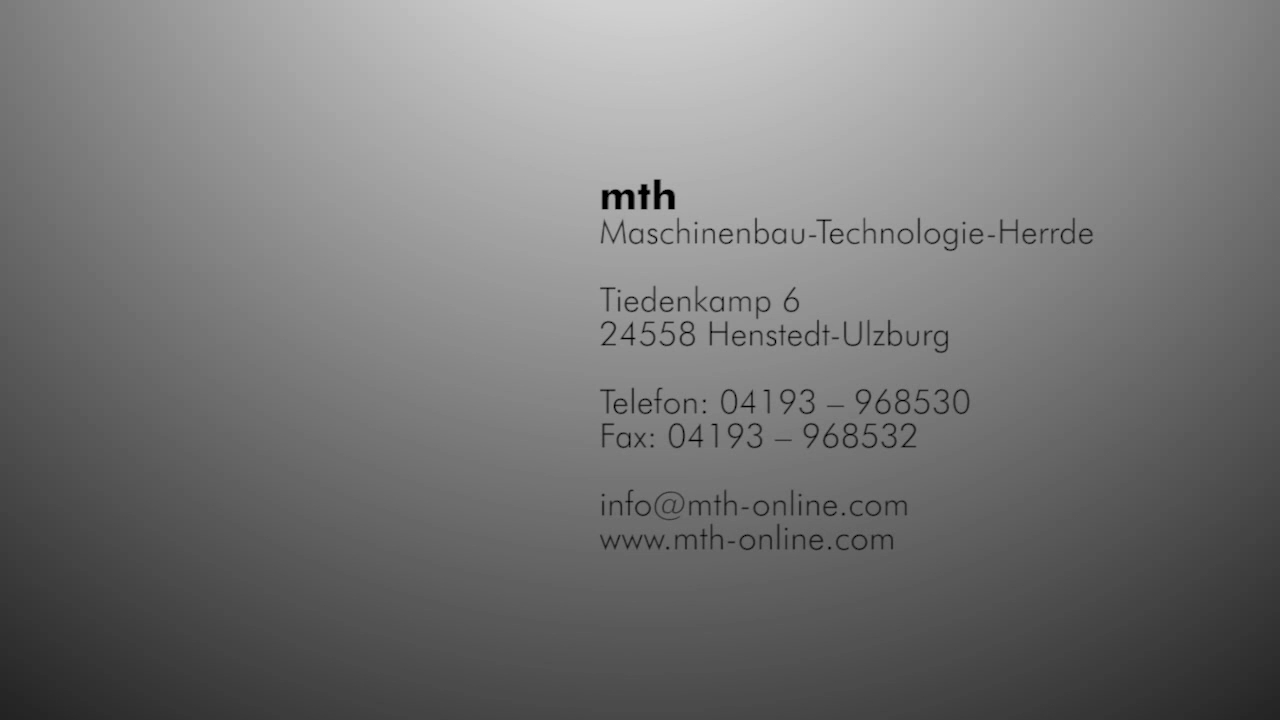 mth
Maschinenbau-Technologie-Herrde
Tiedenkamp 6
24558 Henstedt-Ulzburg
Telefon: 04193 – 968530
Fax: 04193 – 968532
info@mth-online.com
www.mth-online.com